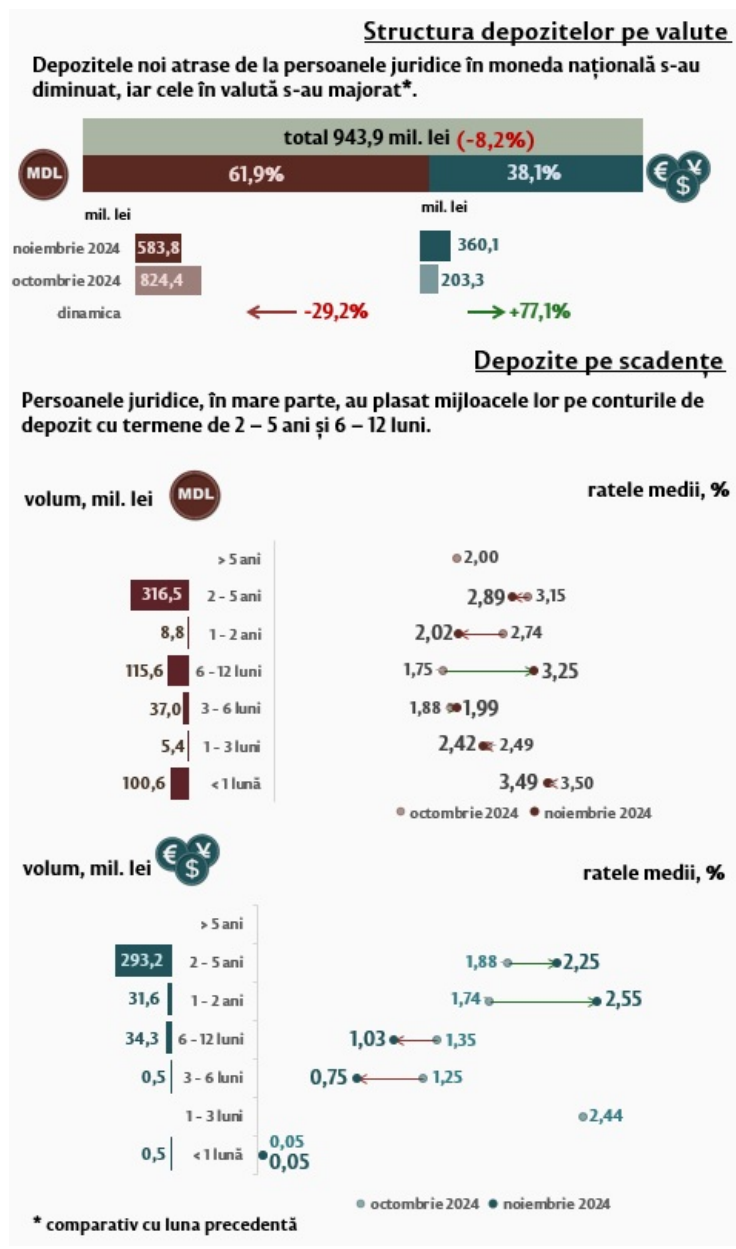 Structura depozitelor pe valute
Depozitele noi atrase de la persoanele juridice în moneda națională s-au
diminuat, iar cele în valută s-au majorat*.
total 943,9 mil. lei (-8,2%)
MDL 61,9% 38,1% € ¥ $
mil. lei mil. lei
noiembrie 2024 583,8 360,1
octombrie 2024 824,4 203,3
dinamica -29,2% +77,1%
Depozite pe scadențe
Persoanele juridice, în mare parte, au plasat mijloacele lor pe conturile de
depozit cu termene de 2 – 5 ani și 6 – 12 luni.
volum, mil. lei MDL ratele medii, %
> 5 ani 2,00
316,5 2 - 5 ani 2,89 3,15
8,8 1 - 2 ani 2,02 2,74
115,6 6 - 12 luni 1,75 3,25
37,0 3 - 6 luni 1,88 1,99
5,4 1 - 3 luni 2,42 2,49
100,6 < 1 lună 3,49 3,50
octombrie 2024 noiembrie 2024
volum, mil. lei € ¥ $ ratele medii, %
> 5 ani
293,2 2 - 5 ani 1,88 2,25
31,6 1 - 2 ani 1,74 2,55
34,3 6 - 12 luni 1,03 1,35
0,5 3 - 6 luni 0,75 1,25
1 - 3 luni 2,44
0,5 < 1 lună 0,05
0,05
octombrie 2024 noiembrie 2024
* comparativ cu luna precedentă